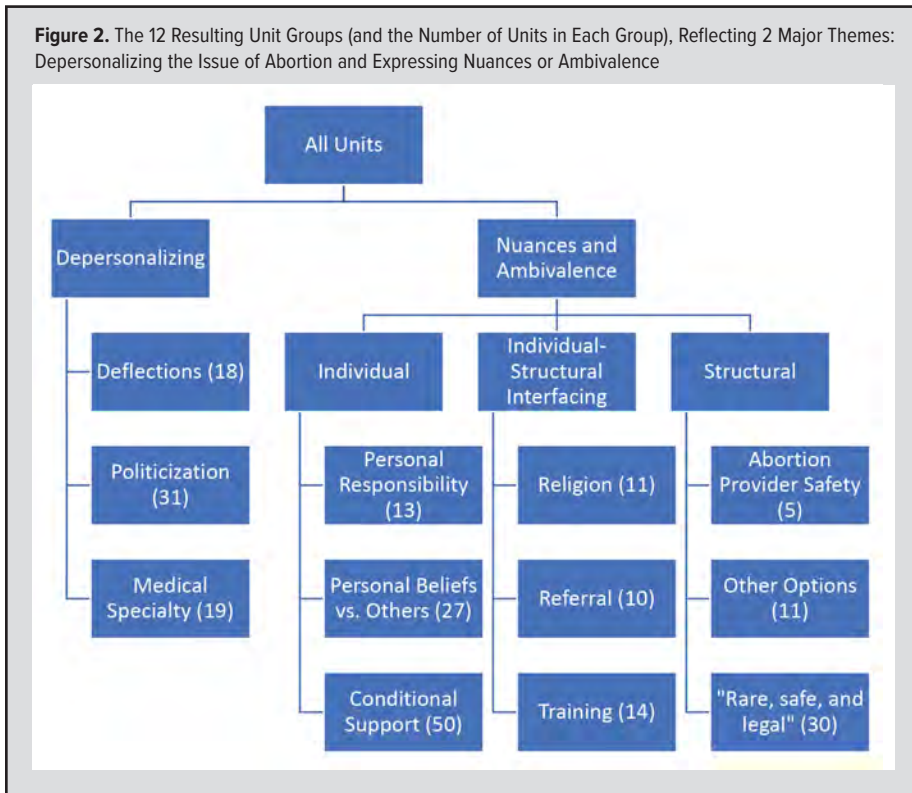 Figure 2. The 12 Resulting Unit Groups (and the Number of Units in Each Group), Reflecting 2 Major Themes:
Depersonalizing the Issue of Abortion and Expressing Nuances or Ambivalence
All Units
Depersonalizing
Nuances and
Ambivalence
Deflections (18)
Politicization
(31)
Medical
Specialty (19)
Individual
Personal
Responsibility
(13)
Personal Beliefs
vs. Others (27)
Conditional
Support (50)
Individual-
Structural
Interfacing
Religion (11)
Referral (10)
Training (14)
Structural
Abortion
Provider Safety
(5)
Other Options
(11)
"Rare, safe, and
legal" (30)